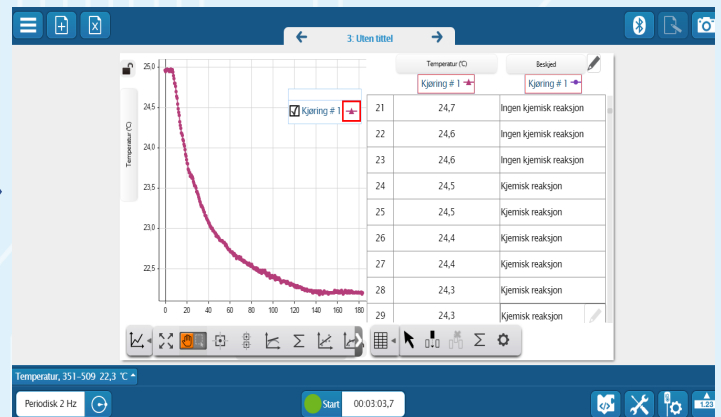 3: Uten tittel
Temperatur (°C)
25,0
24,5
24,0
23,5
23,0
22,5
0 20 40 60 80 100 120 140 160 180
Kjøring # 1
Temperatur (°C) Beskjed
Kjøring # 1 Kjøring # 1
21 24,7 Ingen kjemisk reaksjon
22 24,6 Ingen kjemisk reaksjon
23 24,6 Ingen kjemisk reaksjon
24 24,5 Kjemisk reaksjon
25 24,5 Kjemisk reaksjon
26 24,4 Kjemisk reaksjon
27 24,4 Kjemisk reaksjon
28 24,3 Kjemisk reaksjon
29 24,3 Kjemisk reaksjon
Temperatur, 351-509 22,3 °C
Periodisk 2 Hz
Start 00:03:03,7
1.23